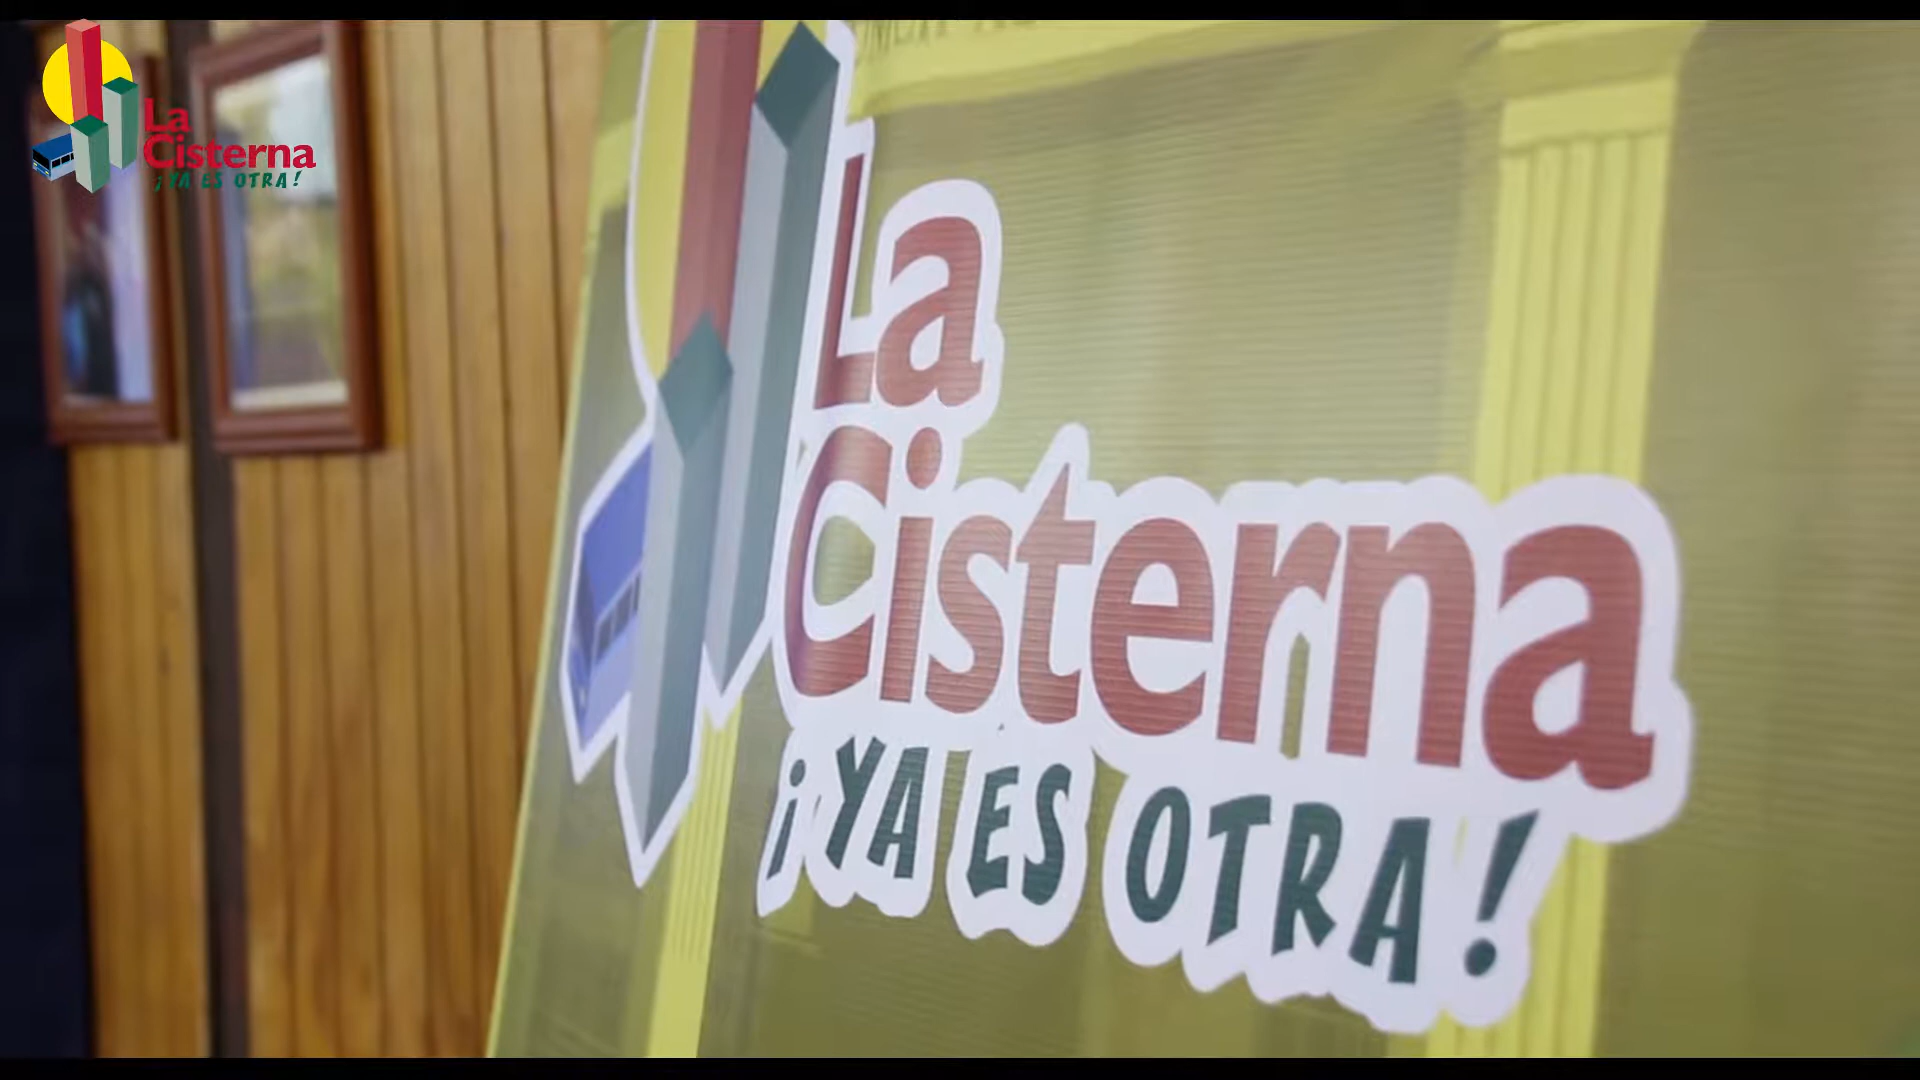 La
Cisterna
¡YA ES OTRA!
La
Cisterna
¡YA ES OTRA!